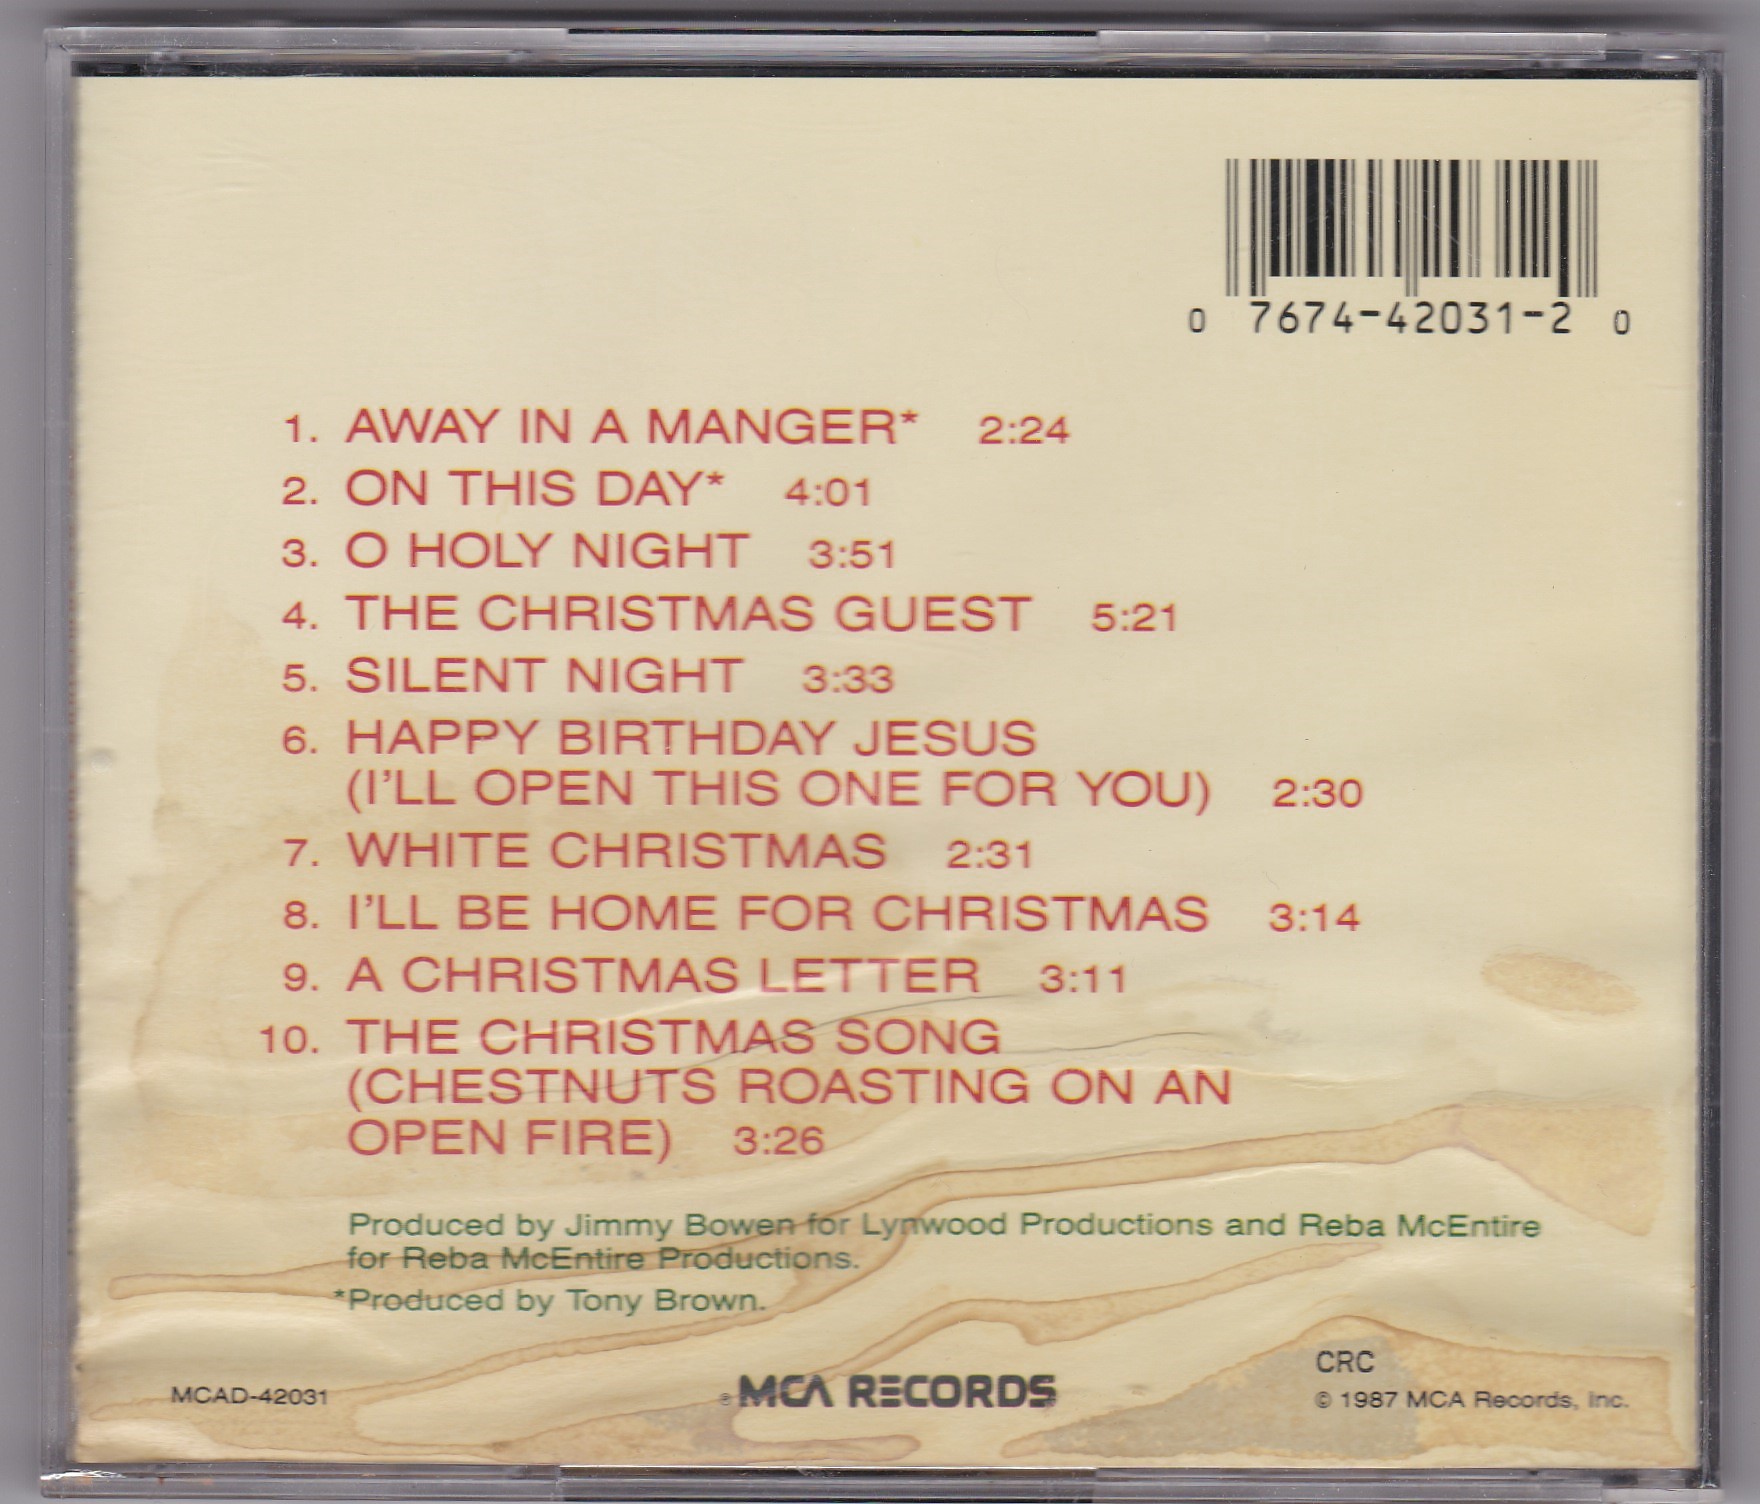 0 7674-42031-2 0
1. AWAY IN A MANGER* 2:24
2. ON THIS DAY* 4:01
3. O HOLY NIGHT 3:51
4. THE CHRISTMAS GUEST 5:21
5. SILENT NIGHT 3:33
6. HAPPY BIRTHDAY JESUS
(I'LL OPEN THIS ONE FOR YOU) 2:30
7. WHITE CHRISTMAS 2:31
8. I'LL BE HOME FOR CHRISTMAS 3:14
9. A CHRISTMAS LETTER 3:11
10. THE CHRISTMAS SONG
(CHESTNUTS ROASTING ON AN
OPEN FIRE) 3:26
Produced by Jimmy Bowen for Lynwood Productions and Reba McEntire
for Reba McEntire Productions.
*Produced by Tony Brown.
CRC
MCAD-42031 MCA RECORDS © 1987 MCA Records, Inc.